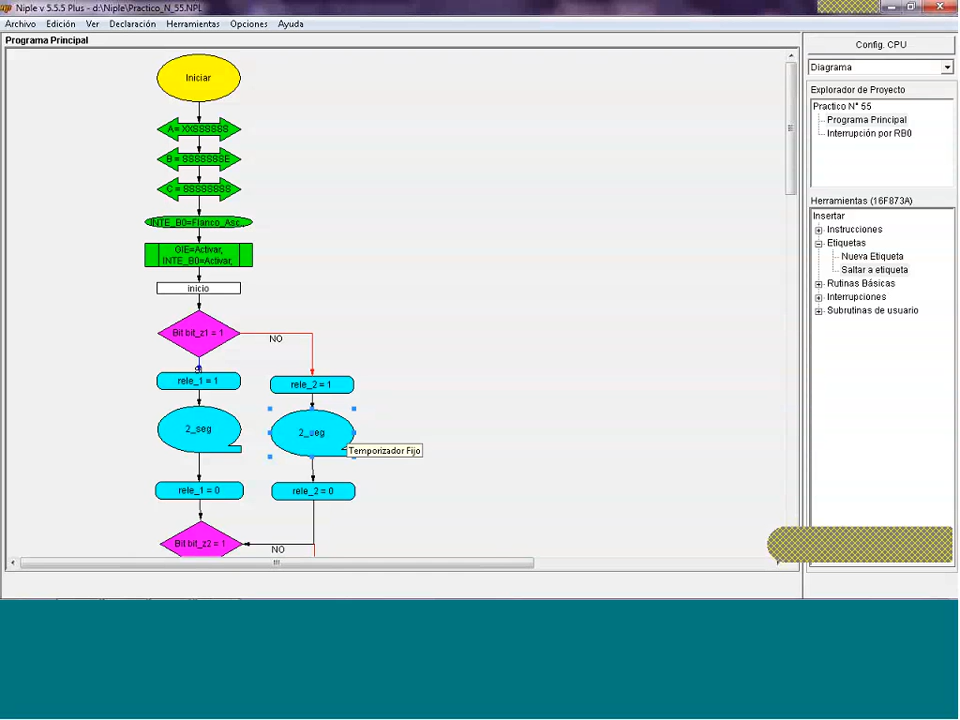 Niple v 5.5.5 Plus - d:\Niple\Practico_N_55.NPL
Archivo Edición Ver Declaración Herramientas Opciones Ayuda
Programa Principal
Iniciar
A= XXSSSSSS
B = SSSSSSSE
C = SSSSSSSS
INTE_B0=Flanco_Asc,
GIE=Activar,
INTE_B0=Activar,
inicio
Bit bit_z1 = 1
NO
rele_1 = 1
rele_2 = 1
2_seg
2_seg
Temporizador Fijo
rele_1 = 0
rele_2 = 0
Bit bit_z2 = 1
NO
Config. CPU
Diagrama
Explorador de Proyecto
Practico N° 55
Programa Principal
Interrupción por RB0
Herramientas (16F873A)
Insertar
Instrucciones
Etiquetas
Nueva Etiqueta
Saltar a etiqueta
Rutinas Básicas
Interrupciones
Subrutinas de usuario